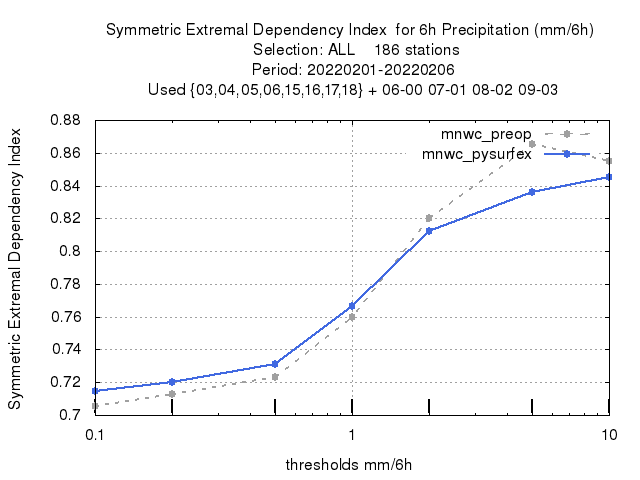 Symmetric Extremal Dependency Index  for 6h Precipitation (mm/6h)
Selection: ALL    186 stations
Period: 20220201-20220206
Used {03,04,05,06,15,16,17,18} + 06-00 07-01 08-02 09-03
mnwc_preop
mnwc_pysurfex
Symmetric Extremal Dependency Index
0.88
0.86
0.84
0.82
0.8
0.78
0.76
0.74
0.72
0.7
0.1
1
10
thresholds mm/6h